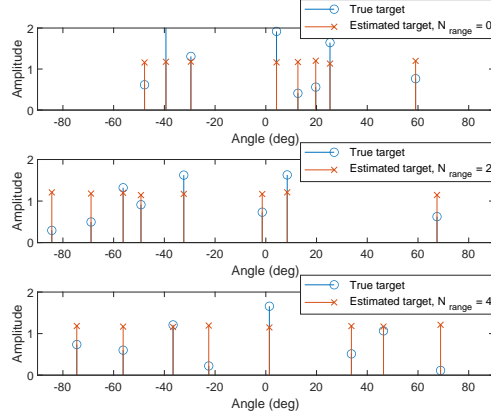 True target
Estimated target, N range = 0
Amplitude
2
1
0
-80 -60 -40 -20 0 20 40 60 80
Angle (deg)
True target
Estimated target, N range = 2
Amplitude
2
1
0
-80 -60 -40 -20 0 20 40 60 80
Angle (deg)
True target
Estimated target, N range = 4
Amplitude
2
1
0
-80 -60 -40 -20 0 20 40 60 80
Angle (deg)